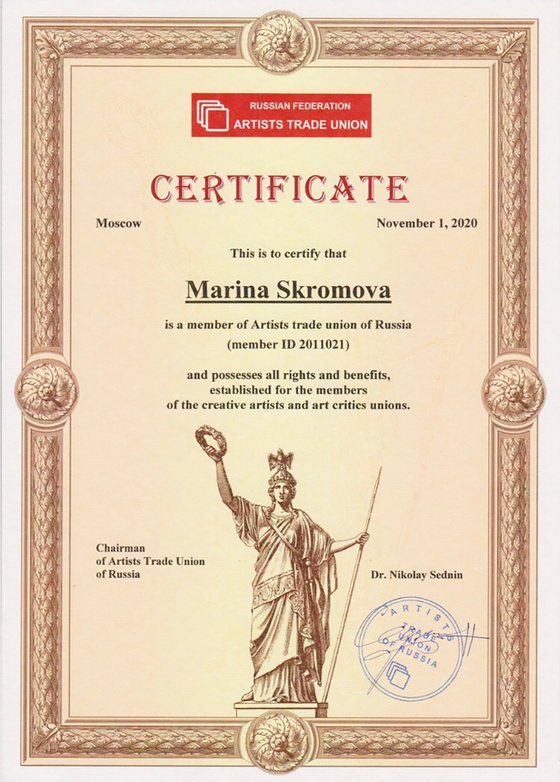 RUSSIAN FEDERATION
ARTISTS TRADE UNION
CERTIFICATE
Moscow
November 1, 2020
This is to certify that
Marina Skromova
is a member of Artists trade union of Russia
(member ID 2011021)
and possesses all rights and benefits,
established for the members
of the creative artists and art critics unions.
Chairman
of Artists Trade Union
of Russia
Dr. Nikolay Sednin
ARTISTS
TRADE
UNION
OF RUSSIA